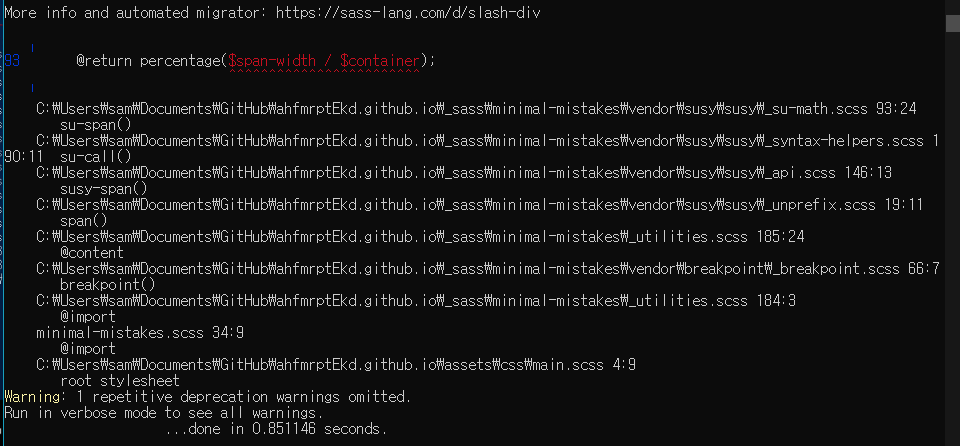 More info and automated migrator: https://sass-lang.com/d/slash-div
93 @return percentage($span-width / $container);
^^^^^^^^^^^^^^^^^^^^^^^^
C:₩Users₩sam₩Documents₩GitHub₩ahfmrptEkd.github.io₩_sass₩minimal-mistakes₩vendor₩susy₩susy₩_su-math.scss 93:24
su-span()
C:₩Users₩sam₩Documents₩GitHub₩ahfmrptEkd.github.io₩_sass₩minimal-mistakes₩vendor₩susy₩susy₩_syntax-helpers.scss 1
90:11 su-call()
C:₩Users₩sam₩Documents₩GitHub₩ahfmrptEkd.github.io₩_sass₩minimal-mistakes₩vendor₩susy₩susy₩_api.scss 146:13
susy-span()
C:₩Users₩sam₩Documents₩GitHub₩ahfmrptEkd.github.io₩_sass₩minimal-mistakes₩vendor₩susy₩susy₩_unprefix.scss 19:11
span()
C:₩Users₩sam₩Documents₩GitHub₩ahfmrptEkd.github.io₩_sass₩minimal-mistakes₩_utilities.scss 185:24
@content
C:₩Users₩sam₩Documents₩GitHub₩ahfmrptEkd.github.io₩_sass₩minimal-mistakes₩vendor₩breakpoint₩_breakpoint.scss 66:7
breakpoint()
C:₩Users₩sam₩Documents₩GitHub₩ahfmrptEkd.github.io₩_sass₩minimal-mistakes₩_utilities.scss 184:3
@import
minimal-mistakes.scss 34:9
@import
C:₩Users₩sam₩Documents₩GitHub₩ahfmrptEkd.github.io₩assets₩css₩main.scss 4:9
root stylesheet
Warning: 1 repetitive deprecation warnings omitted.
Run in verbose mode to see all warnings.
...done in 0.851146 seconds.